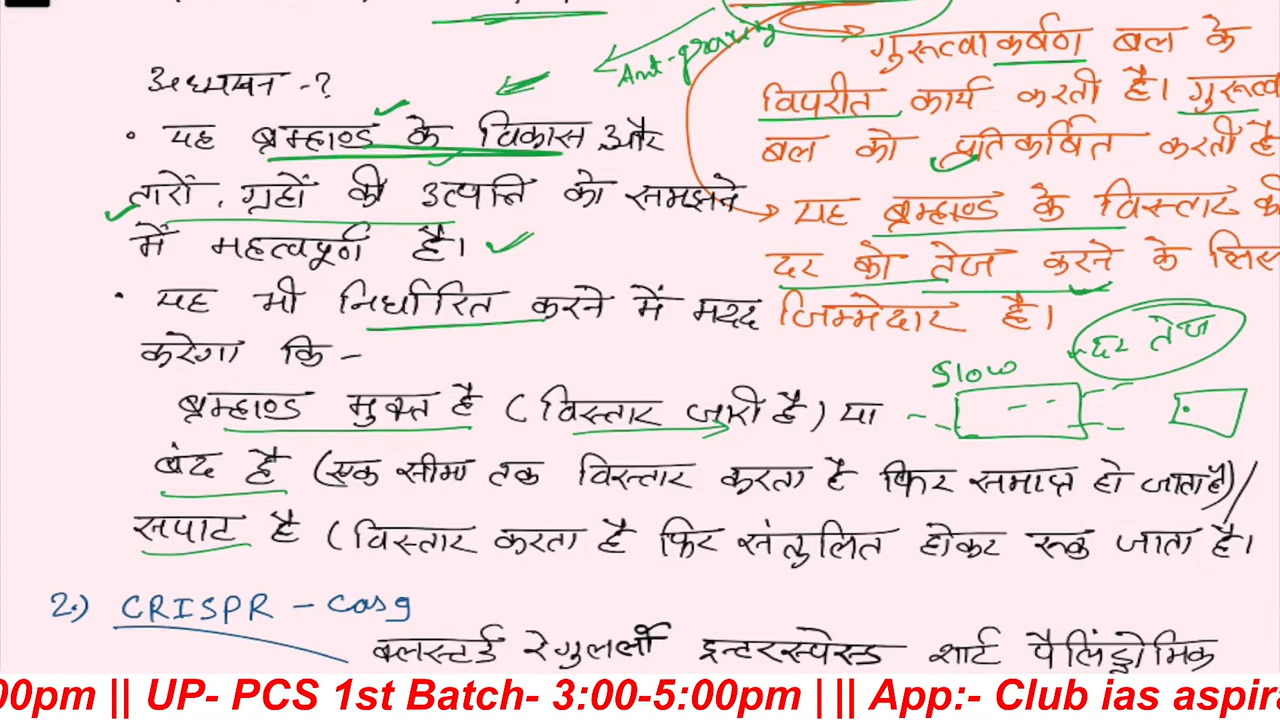 Anti-gravity
गुरुत्वाकर्षण बल के
विपरीत कार्य करती है। गुरुत्व
बल को प्रतिकर्षित करती है
→ यह ब्रम्हाण्ड के विस्तार की
दर को तेज करने के लिए
जिम्मेदार है।
अध्ययन -?
• यह ब्रम्हाण्ड के विकास और
तारों, ग्रहों की उत्पत्ति को समझने
में महत्वपूर्ण है।
• यह भी निर्धारित करने में मदद
करेगा कि -
ब्रम्हाण्ड मुक्त है (विस्तार जारी है) या
बंद है (एक सीमा तक विस्तार करता है फिर समाप्त हो जाता है)/
सपाट है (विस्तार करता है फिर संतुलित होकर रूक जाता है।
Slow
दर तेज
2.) CRISPR - Cas9
क्लस्टर्ड रेगुलर्ली इन्टरस्पेस्ड शार्ट पैलिंड्रोमिक
00pm || UP- PCS 1st Batch- 3:00-5:00pm | || App:- Club ias aspira